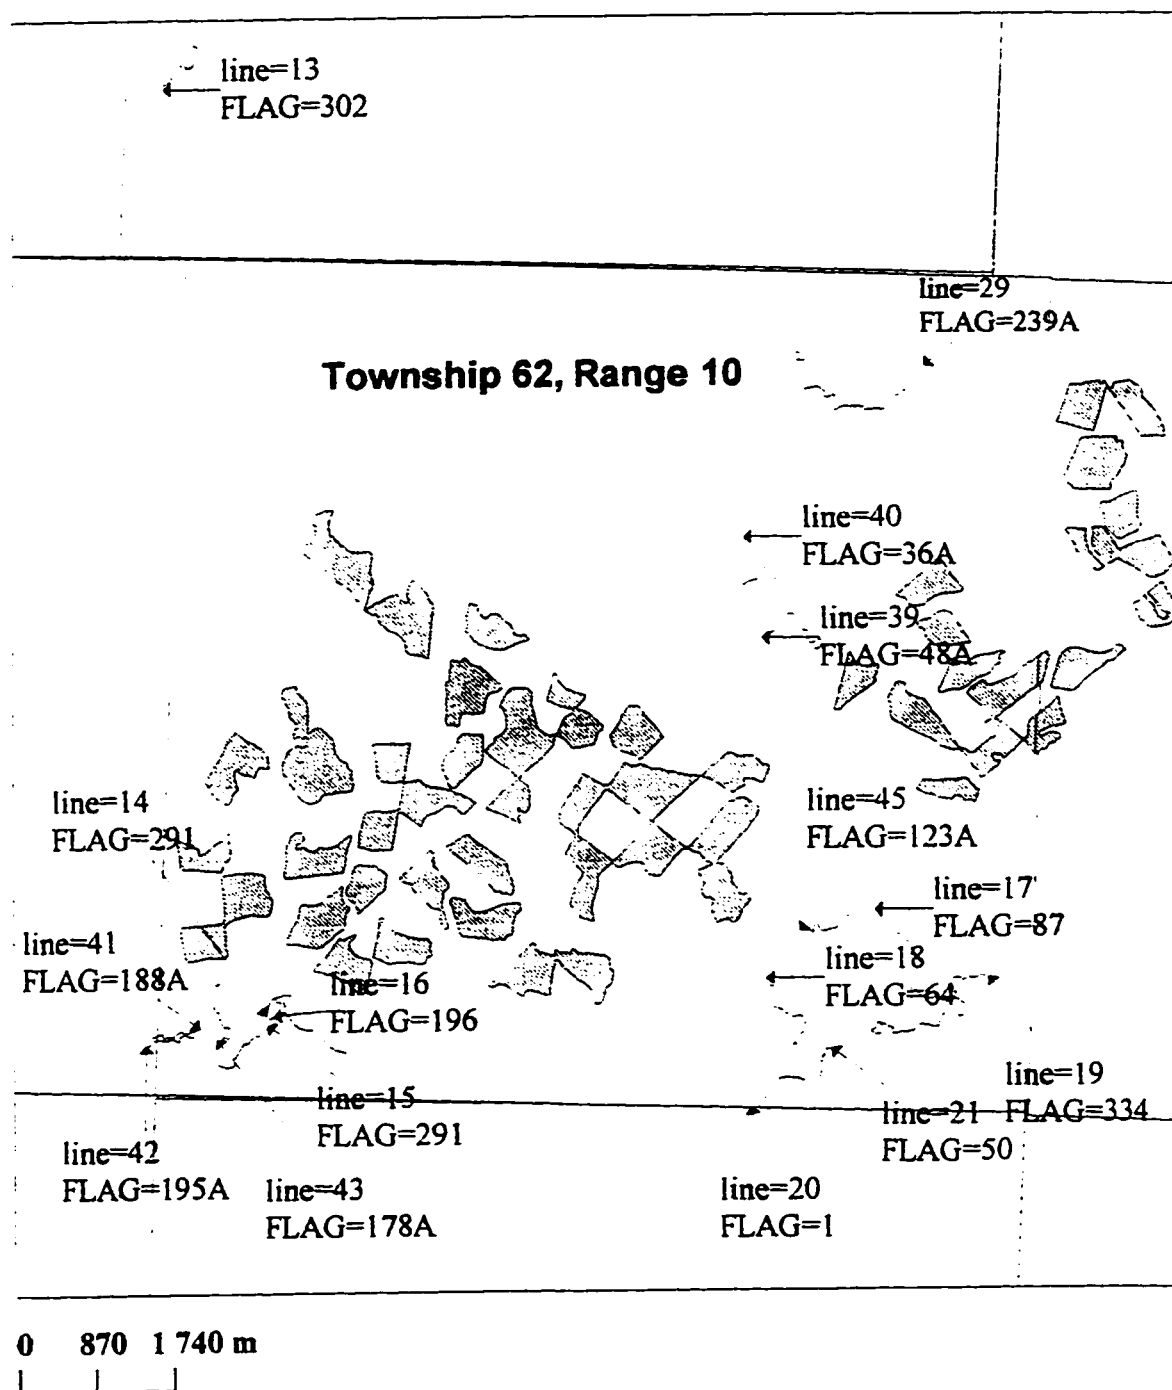 line=13
FLAG=302
line=29
FLAG=239A
Township 62, Range 10
line=40
FLAG=36A
line=39
FLAG=48A
line=14
FLAG=291
line=45
FLAG=123A
line=17
FLAG=87
line=41
FLAG=188A
line=18
FLAG=64
line=16
FLAG=196
line=19
FLAG=334
line=15
FLAG=291
line=21
FLAG=50
line=42
FLAG=195A
line=43
FLAG=178A
line=20
FLAG=1
0 870 1 740 m